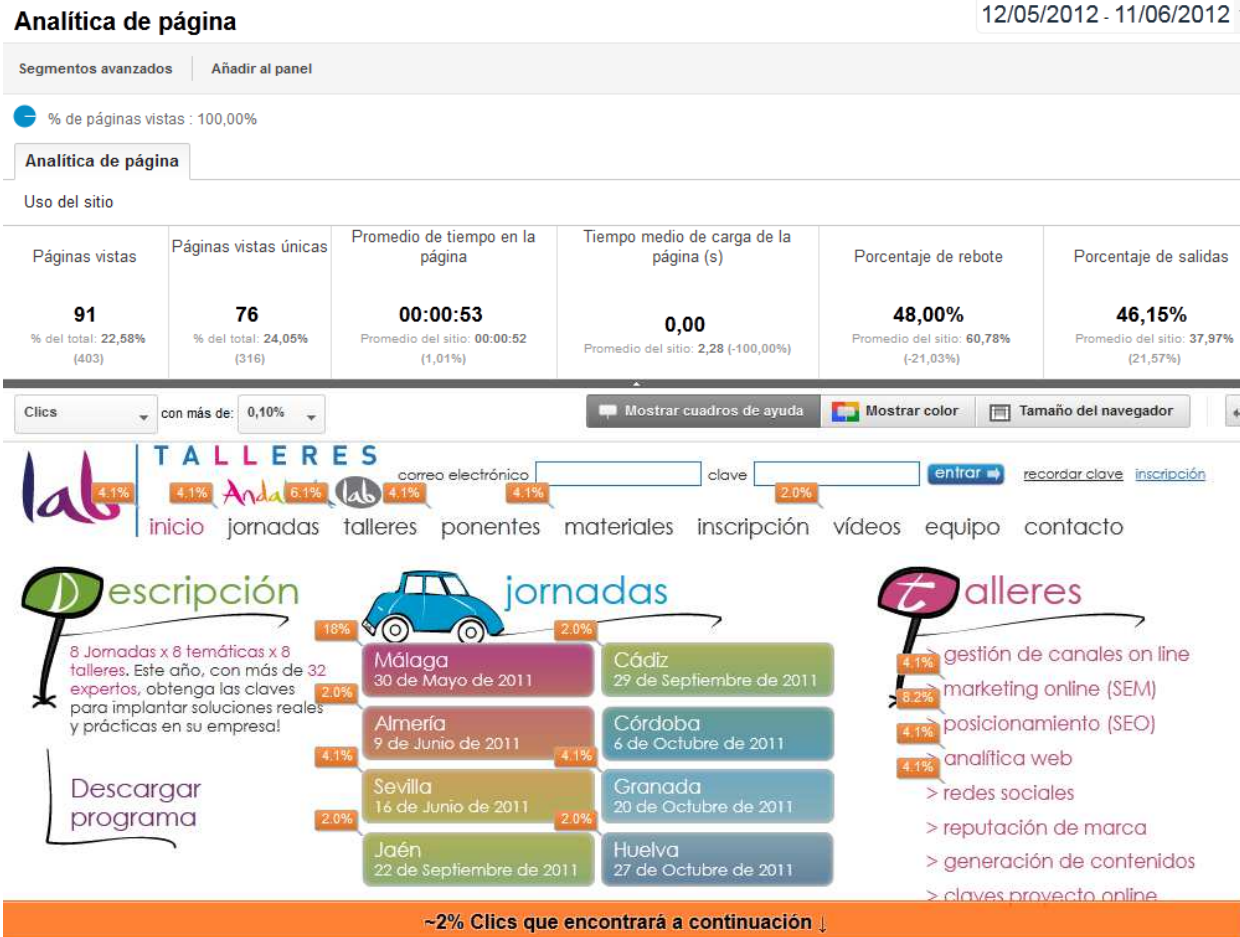 Analítica de página
12/05/2012 - 11/06/2012
Segmentos avanzados Añadir al panel
% de páginas vistas : 100,00%
Analítica de página
Uso del sitio
Páginas vistas
91
% del total: 22,58%
(403)
Páginas vistas únicas
76
% del total: 24,05%
(316)
Promedio de tiempo en la
página
00:00:53
Promedio del sitio: 00:00:52
(1,01%)
Tiempo medio de carga de la
página (s)
0,00
Promedio del sitio: 2,28 (-100,00%)
Porcentaje de rebote
48,00%
Promedio del sitio: 60,78%
(-21,03%)
Porcentaje de salidas
46,15%
Promedio del sitio: 37,97%
(21,57%)
Clics con más de: 0,10% Mostrar cuadros de ayuda Mostrar color Tamaño del navegador
lab
TALLERES
lab
correo electrónico clave entrar recordar clave inscripción
4.1% 4.1% 6.1% 4.1% 4.1% 2.0%
inicio jornadas talleres ponentes materiales inscripción vídeos equipo contacto
Descripción
8 Jornadas x 8 temáticas x 8
talleres. Este año, con más de 32
expertos, obtenga las claves
para implantar soluciones reales
y prácticas en su empresa!
Descargar
programa
jornadas
18%
Málaga
30 de Mayo de 2011
2.0%
Cádiz
29 de Septiembre de 2011
2.0%
Almería
9 de Junio de 2011
Córdoba
6 de Octubre de 2011
4.1%
Sevilla
16 de Junio de 2011
4.1%
Granada
20 de Octubre de 2011
2.0%
Jaén
22 de Septiembre de 2011
2.0%
Huelva
27 de Octubre de 2011
talleres
> gestión de canales on line
4.1%
> marketing online (SEM)
8.2%
> posicionamiento (SEO)
4.1%
> analítica web
4.1%
> redes sociales
> reputación de marca
> generación de contenidos
> claves proyecto online
~2% Clics que encontrará a continuación ↓